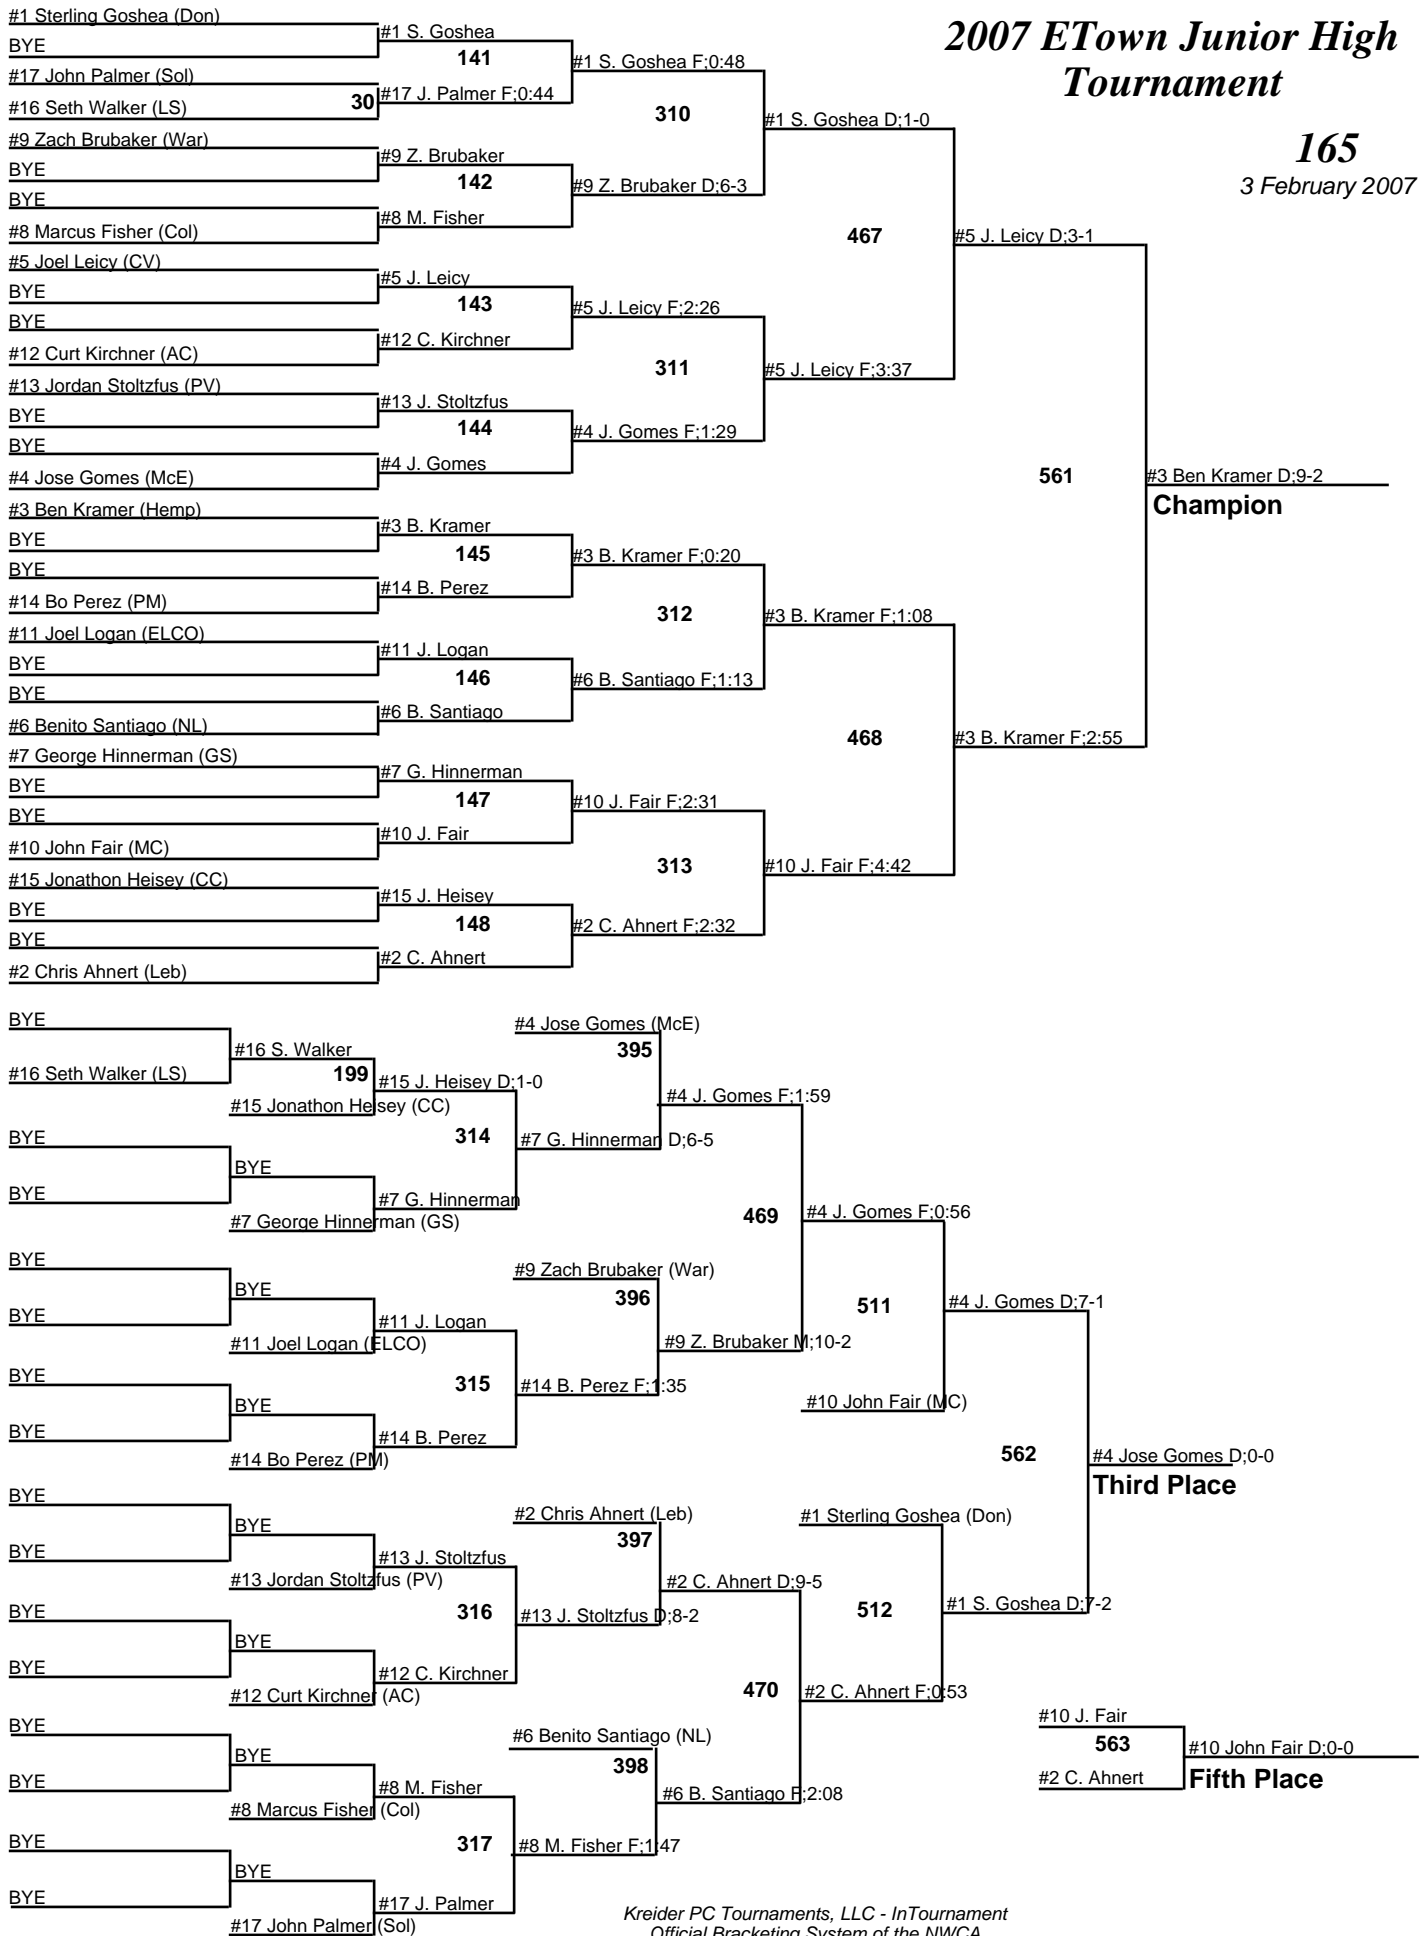 2007 ETown Junior High
Tournament
165
3 February 2007
#1 Sterling Goshea (Don)
BYE
#17 John Palmer (Sol)
#16 Seth Walker (LS)
#9 Zach Brubaker (War)
BYE
BYE
#8 Marcus Fisher (Col)
#5 Joel Leicy (CV)
BYE
BYE
#12 Curt Kirchner (AC)
#13 Jordan Stoltzfus (PV)
BYE
BYE
#4 Jose Gomes (McE)
#3 Ben Kramer (Hemp)
BYE
BYE
#14 Bo Perez (PM)
#11 Joel Logan (ELCO)
BYE
BYE
#6 Benito Santiago (NL)
#7 George Hinnerman (GS)
BYE
BYE
#10 John Fair (MC)
#15 Jonathon Heisey (CC)
BYE
BYE
#2 Chris Ahnert (Leb)
30
#1 S. Goshea
141
#17 J. Palmer F;0:44
#9 Z. Brubaker
142
#8 M. Fisher
#5 J. Leicy
143
#12 C. Kirchner
#13 J. Stoltzfus
144
#4 J. Gomes
#3 B. Kramer
145
#14 B. Perez
#11 J. Logan
146
#6 B. Santiago
#7 G. Hinnerman
147
#10 J. Fair
#15 J. Heisey
148
#2 C. Ahnert
#1 S. Goshea F;0:48
310
#9 Z. Brubaker D;6-3
#5 J. Leicy F;2:26
311
#4 J. Gomes F;1:29
#3 B. Kramer F;0:20
312
#6 B. Santiago F;1:13
#10 J. Fair F;2:31
313
#2 C. Ahnert F;2:32
#1 S. Goshea D;1-0
467
#5 J. Leicy F;3:37
#3 B. Kramer F;1:08
468
#10 J. Fair F;4:42
#5 J. Leicy D;3-1
561
#3 B. Kramer F;2:55
#3 Ben Kramer D;9-2
Champion
BYE
#16 Seth Walker (LS)
BYE
BYE
BYE
BYE
BYE
BYE
BYE
BYE
BYE
BYE
BYE
BYE
BYE
BYE
#16 S. Walker
199
#15 Jonathon Heisey (CC)
BYE
#7 George Hinnerman (GS)
BYE
#11 Joel Logan (ELCO)
BYE
#14 Bo Perez (PM)
BYE
#13 Jordan Stoltzfus (PV)
BYE
#12 Curt Kirchner (AC)
BYE
#8 Marcus Fisher (Col)
BYE
#17 John Palmer (Sol)
#15 J. Heisey D;1-0
314
#7 G. Hinnerman
#11 J. Logan
315
#14 B. Perez
#13 J. Stoltzfus
316
#12 C. Kirchner
#8 M. Fisher
317
#17 J. Palmer
#4 Jose Gomes (McE)
395
#7 G. Hinnerman D;6-5
#9 Zach Brubaker (War)
396
#14 B. Perez F;1:35
#2 Chris Ahnert (Leb)
397
#13 J. Stoltzfus D;8-2
#6 Benito Santiago (NL)
398
#8 M. Fisher F;1:47
#4 J. Gomes F;1:59
469
#9 Z. Brubaker M;10-2
#2 C. Ahnert D;9-5
470
#6 B. Santiago F;2:08
#4 J. Gomes F;0:56
511
#10 John Fair (MC)
#1 Sterling Goshea (Don)
512
#2 C. Ahnert F;0:53
#4 J. Gomes D;7-1
562
#1 S. Goshea D;7-2
#4 Jose Gomes D;0-0
Third Place
#10 J. Fair
563
#2 C. Ahnert
#10 John Fair D;0-0
Fifth Place
Kreider PC Tournaments, LLC - InTournament
Official Bracketing System of the NWCA